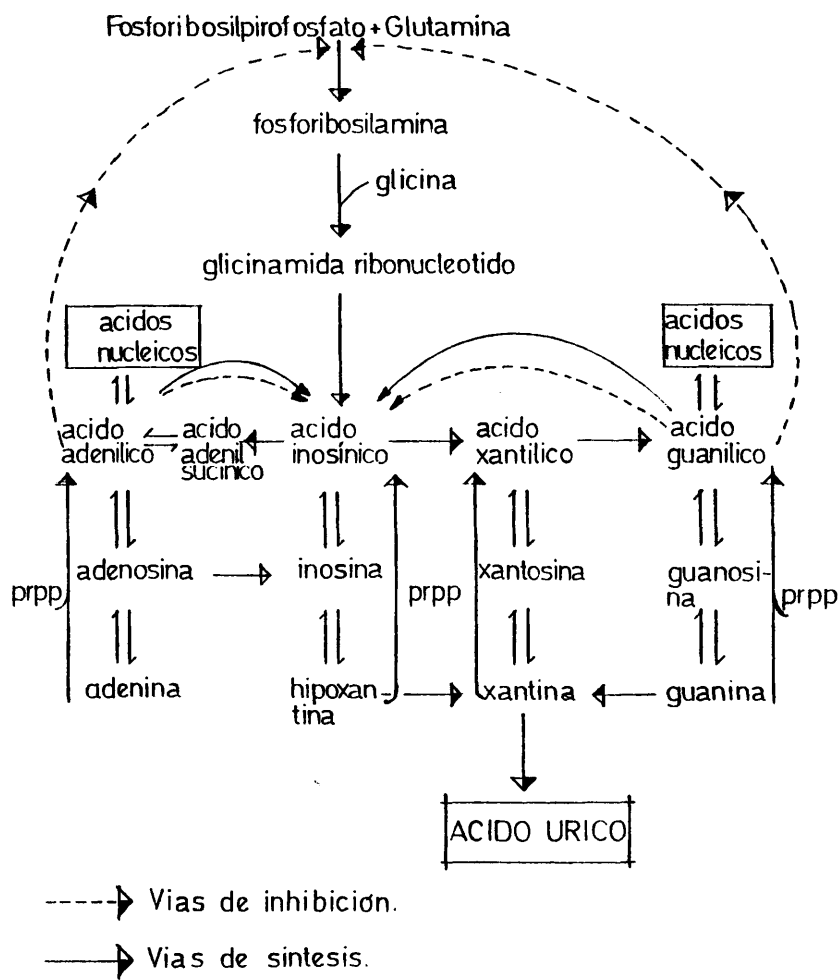 Fosforibosilpirofosfato + Glutamina
fosforibosilamina
glicina
glicinamida ribonucleotido
acidos
nucleicos
acidos
nucleicos
acido
adenilico
acido
adenil
sucinico
acido
inosínico
acido
xantilico
acido
guanilico
adenosina
inosina
xantosina
guanosi-
na
prpp
prpp
prpp
adenina
hipoxan-
tina
xantina
guanina
ACIDO URICO
Vias de inhibición.
Vias de sintesis.